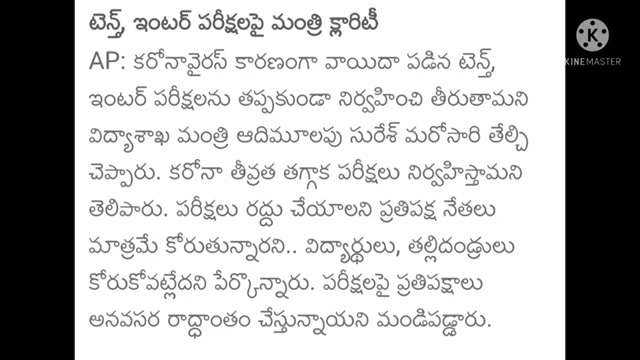 టెన్త్, ఇంటర్ పరీక్షలపై మంత్రి క్లారిటీ
AP: కరోనావైరస్ కారణంగా వాయిదా పడిన టెన్త్,
ఇంటర్ పరీక్షలను తప్పకుండా నిర్వహించి తీరుతామని
విద్యాశాఖ మంత్రి ఆదిమూలపు సురేశ్ మరోసారి తేల్చి
చెప్పారు. కరోనా తీవ్రత తగ్గాక పరీక్షలు నిర్వహిస్తామని
తెలిపారు. పరీక్షలు రద్దు చేయాలని ప్రతిపక్ష నేతలు
మాత్రమే కోరుతున్నారని.. విద్యార్థులు, తల్లిదండ్రులు
కోరుకోవట్లేదని పేర్కొన్నారు. పరీక్షలపై ప్రతిపక్షాలు
అనవసర రాద్ధాంతం చేస్తున్నాయని మండిపడ్డారు.
KINEMASTER